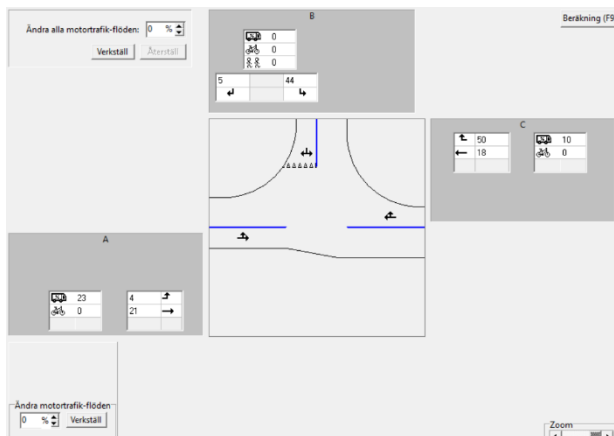 Ändra alla motortrafik-flöden: 0 %
Verkställ Återställ
B
0
0
0
5 44
Beräkning (F9
C
50
18
10
0
A
23
0
4
21
Ändra motortrafik-flöden
0 % Verkställ
Zoom